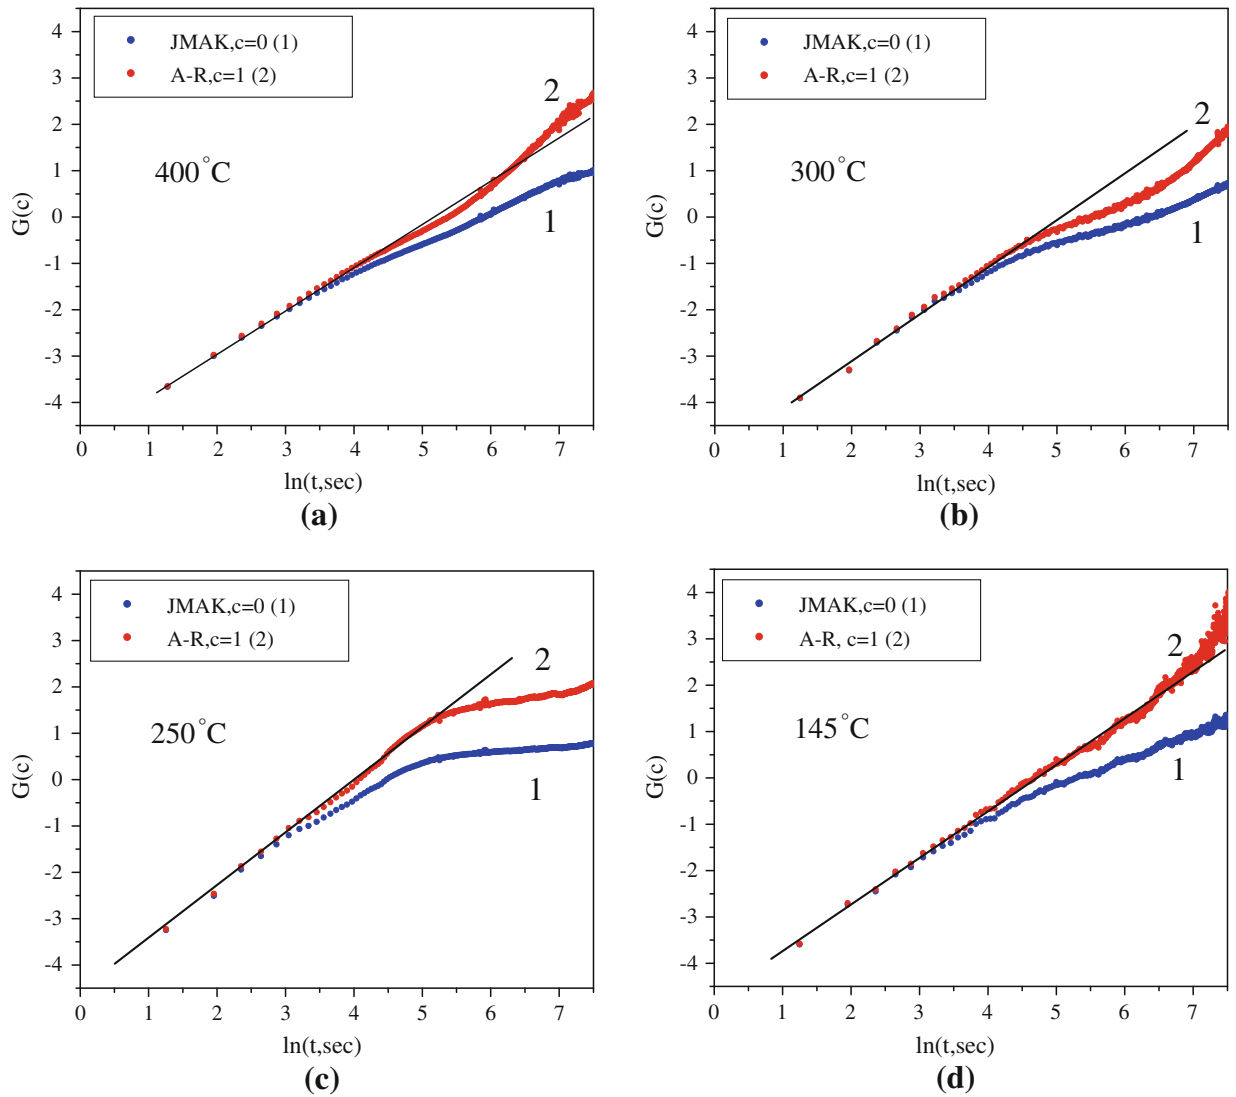 4
3
2
1
0
-1
-2
-3
-4
G(c)
JMAK,c=0 (1)
A-R,c=1 (2)
400°C
2
1
0 1 2 3 4 5 6 7
ln(t,sec)
(a)
4
3
2
1
0
-1
-2
-3
-4
G(c)
JMAK,c=0 (1)
A-R,c=1 (2)
300°C
2
1
0 1 2 3 4 5 6 7
ln(t,sec)
(b)
4
3
2
1
0
-1
-2
-3
-4
G(c)
JMAK,c=0 (1)
A-R,c=1 (2)
250°C
2
1
0 1 2 3 4 5 6 7
ln(t,sec)
(c)
4
3
2
1
0
-1
-2
-3
-4
G(c)
JMAK,c=0 (1)
A-R, c=1 (2)
145°C
2
1
0 1 2 3 4 5 6 7
ln(t,sec)
(d)